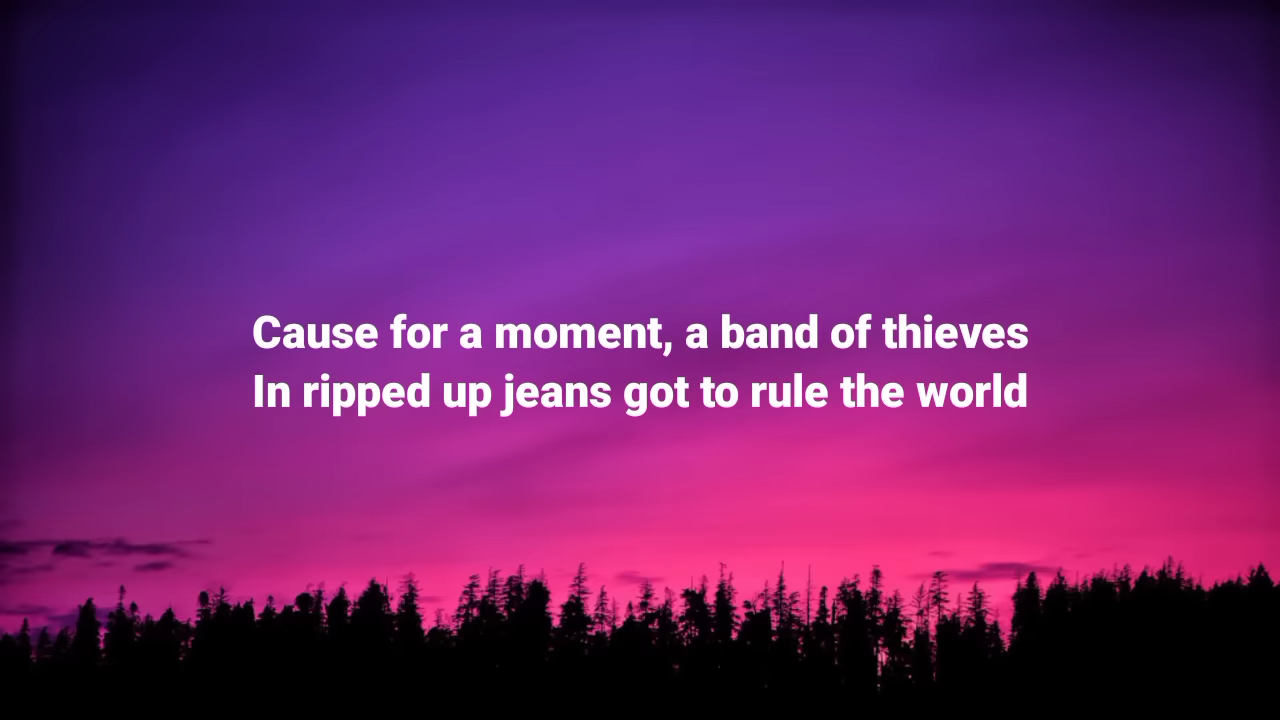 Cause for a moment, a band of thieves
In ripped up jeans got to rule the world